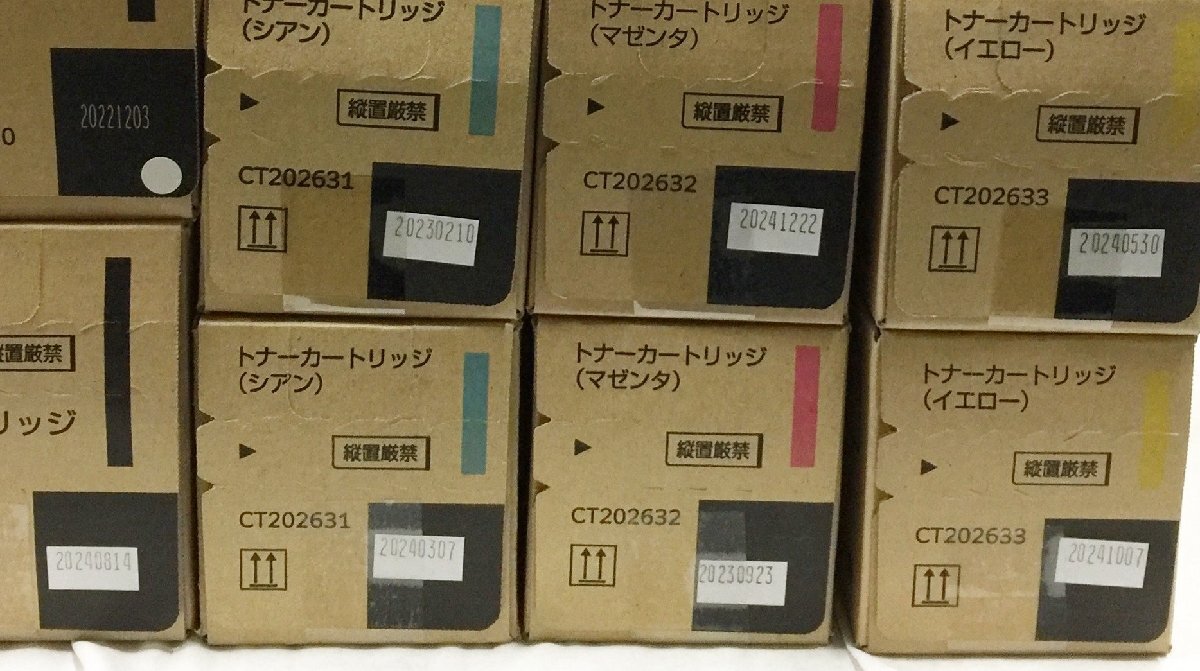 20221203
0
トナーカートリッジ
(シアン)
縦置厳禁
CT202631
20230210
トナーカートリッジ
(マゼンタ)
縦置厳禁
CT202632
20241222
トナーカートリッジ
(イエロー)
縦置厳禁
CT202633
20240530
縦置厳禁
リッジ
20240814
トナーカートリッジ
(シアン)
縦置厳禁
CT202631
20240307
トナーカートリッジ
(マゼンタ)
縦置厳禁
CT202632
20230923
トナーカートリッジ
(イエロー)
縦置厳禁
CT202633
20241007